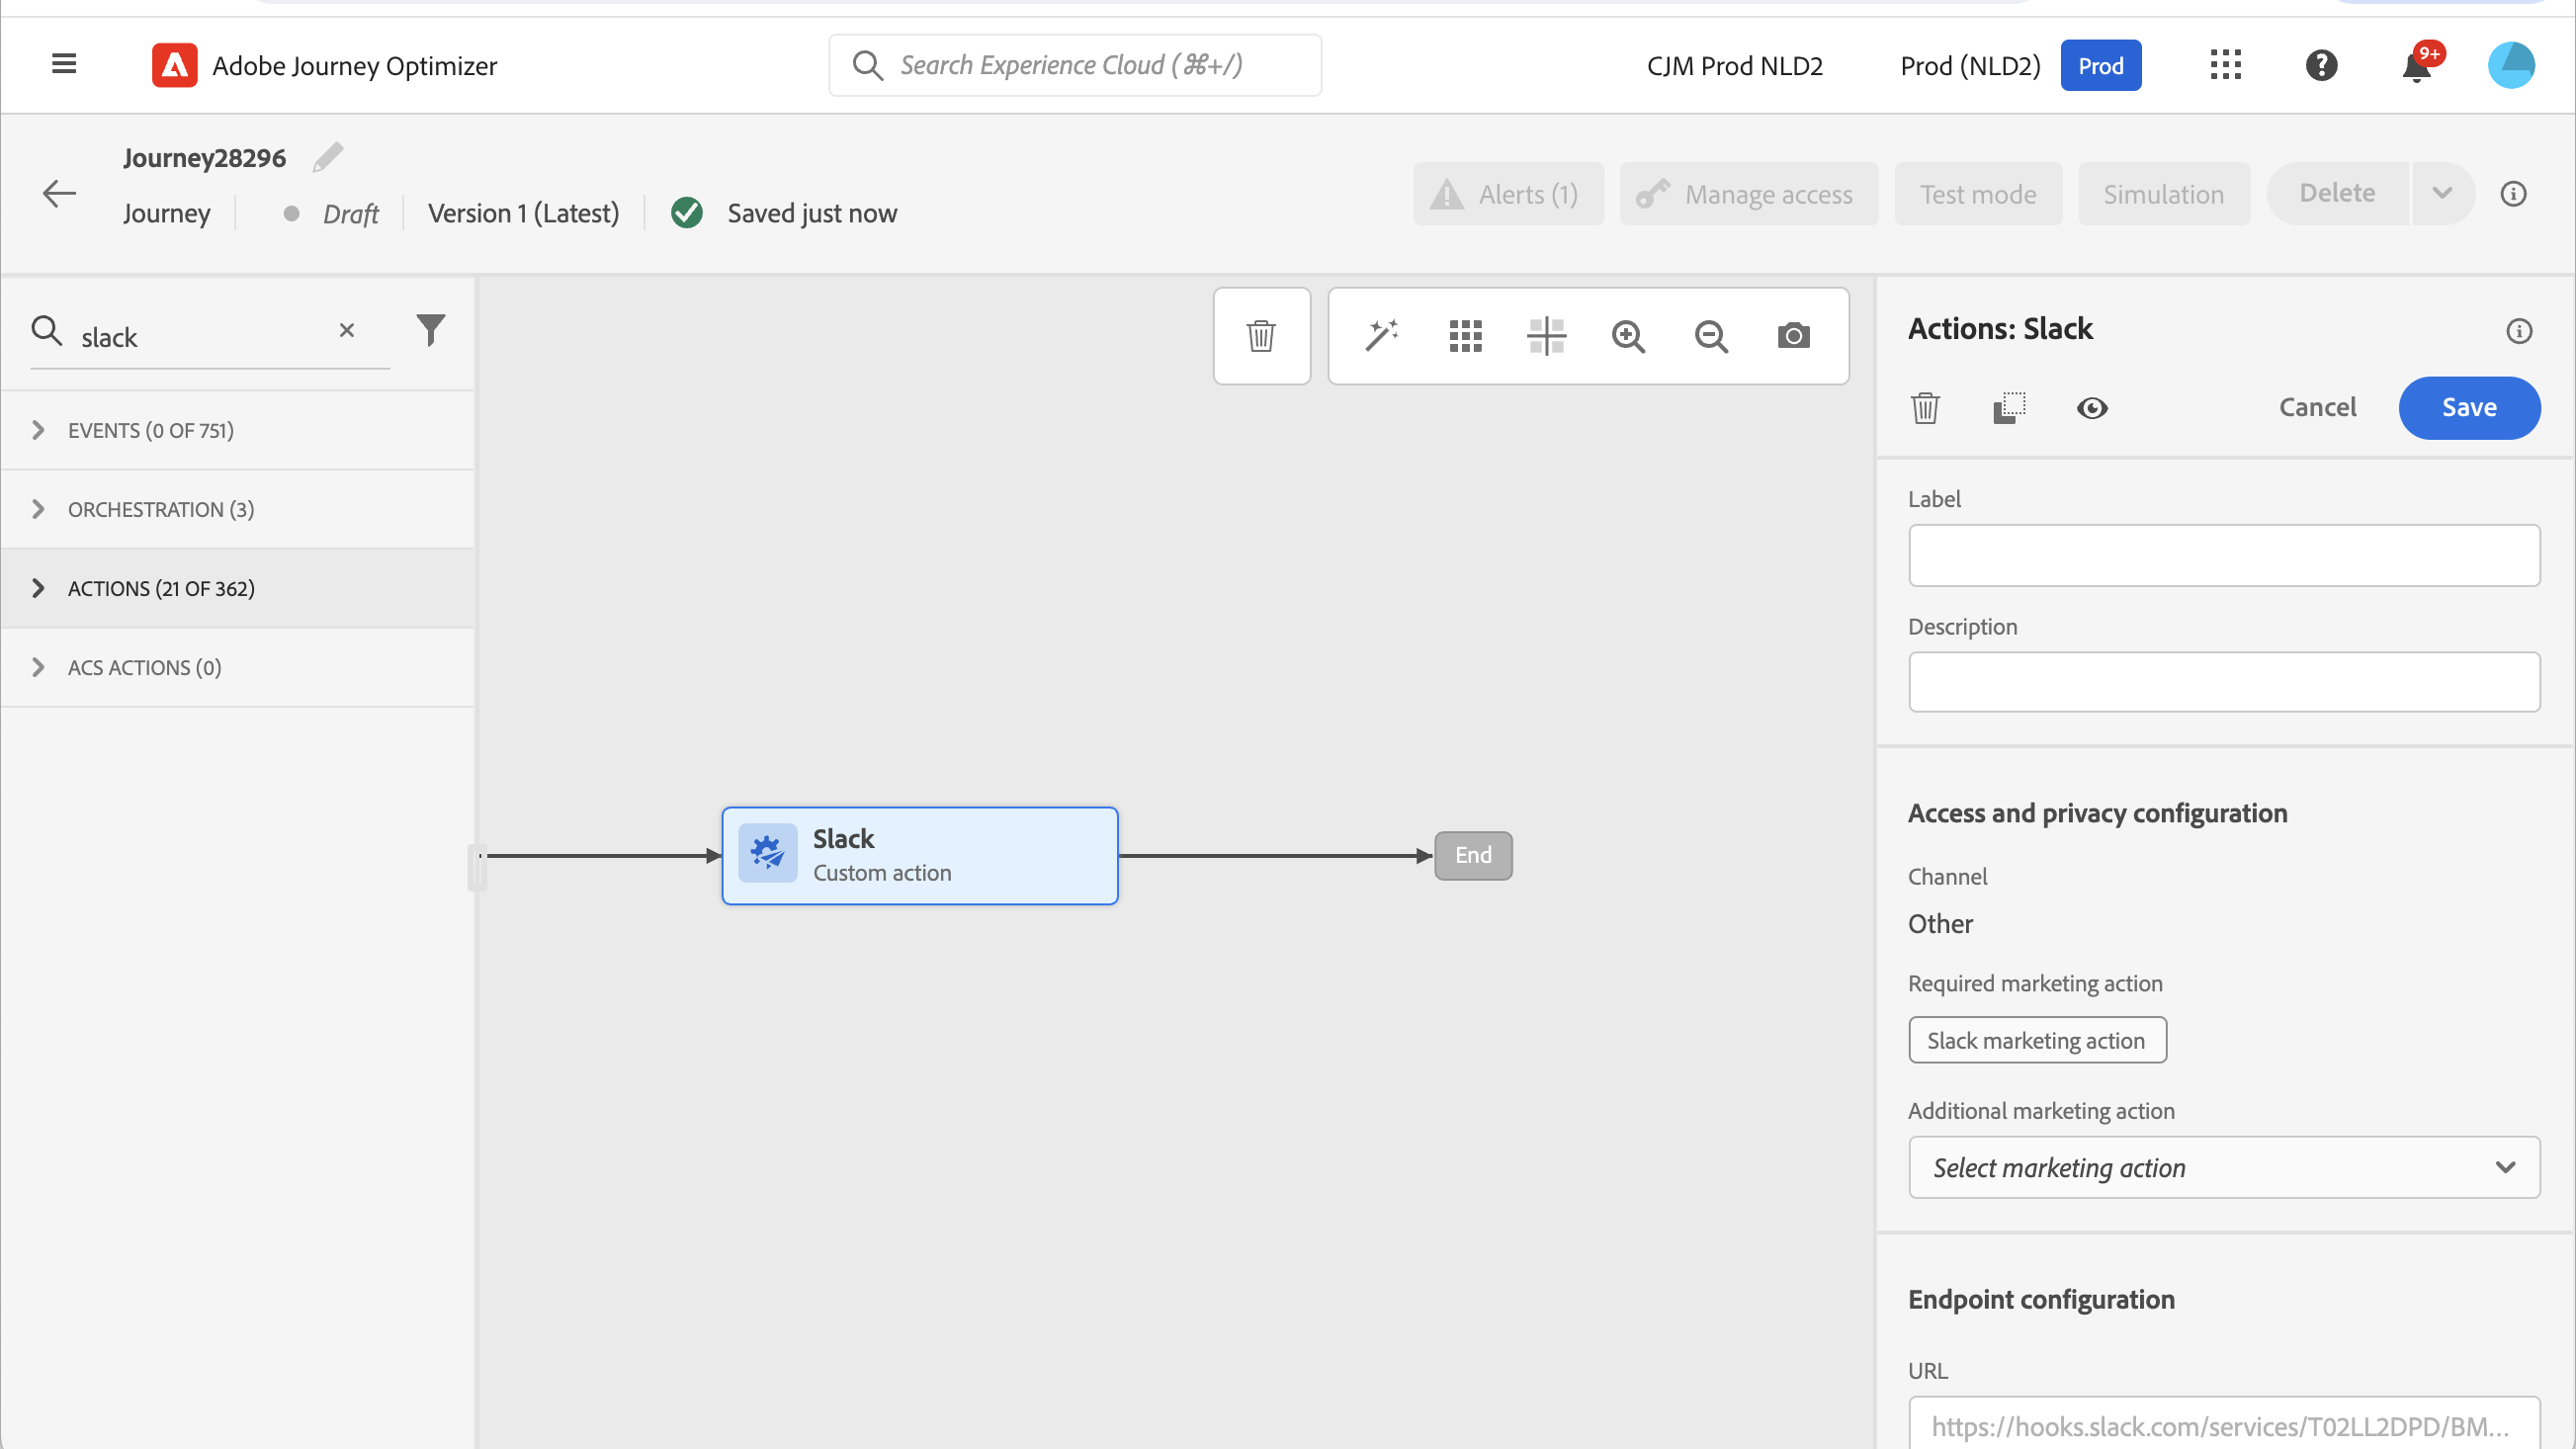 Adobe Journey Optimizer
Search Experience Cloud (⌘+/)
CJM Prod NLD2
Prod (NLD2)
Prod
9+
Journey28296
Journey
Draft
Version 1 (Latest)
Saved just now
Alerts (1)
Manage access
Test mode
Simulation
Delete
slack
EVENTS (0 OF 751)
ORCHESTRATION (3)
ACTIONS (21 OF 362)
ACS ACTIONS (0)
Slack
Custom action
End
Actions: Slack
Cancel
Save
Label
Description
Access and privacy configuration
Channel
Other
Required marketing action
Slack marketing action
Additional marketing action
Select marketing action
Endpoint configuration
URL
https://hooks.slack.com/services/T02LL2DPD/BM...